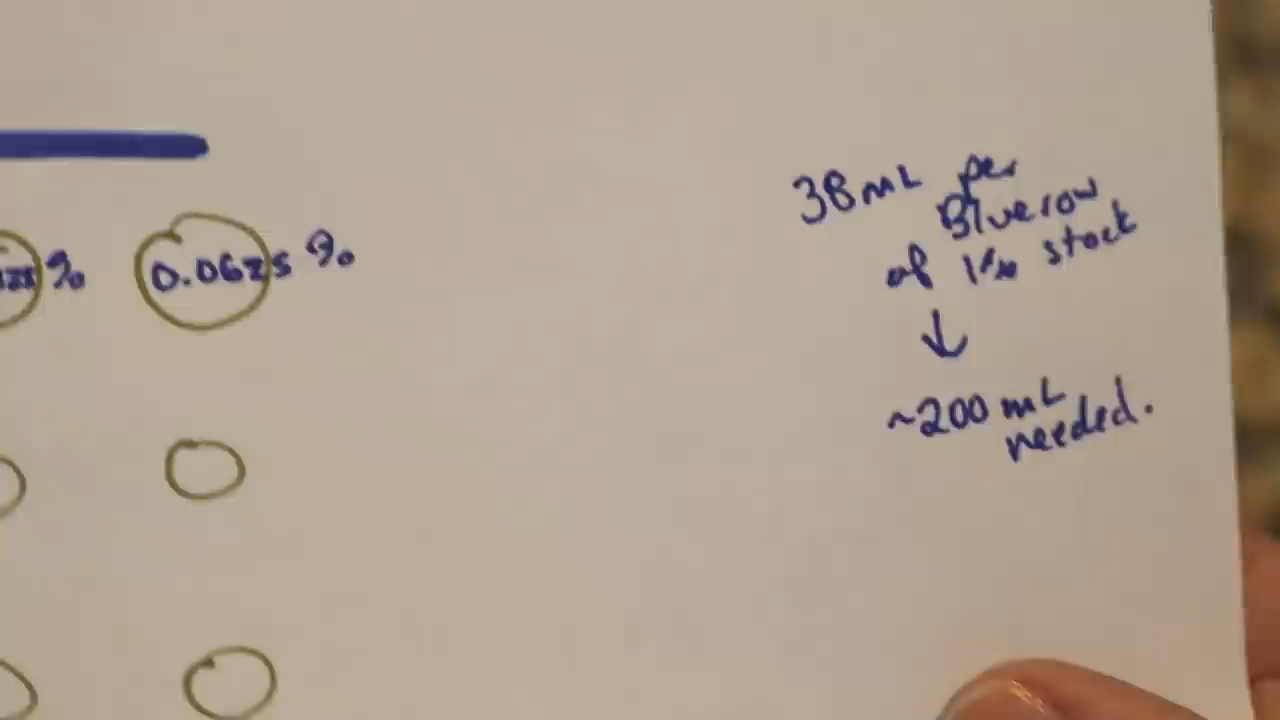 0.0625 %
38 mL per
Blue row
of 1% stock
~200 mL
needed.